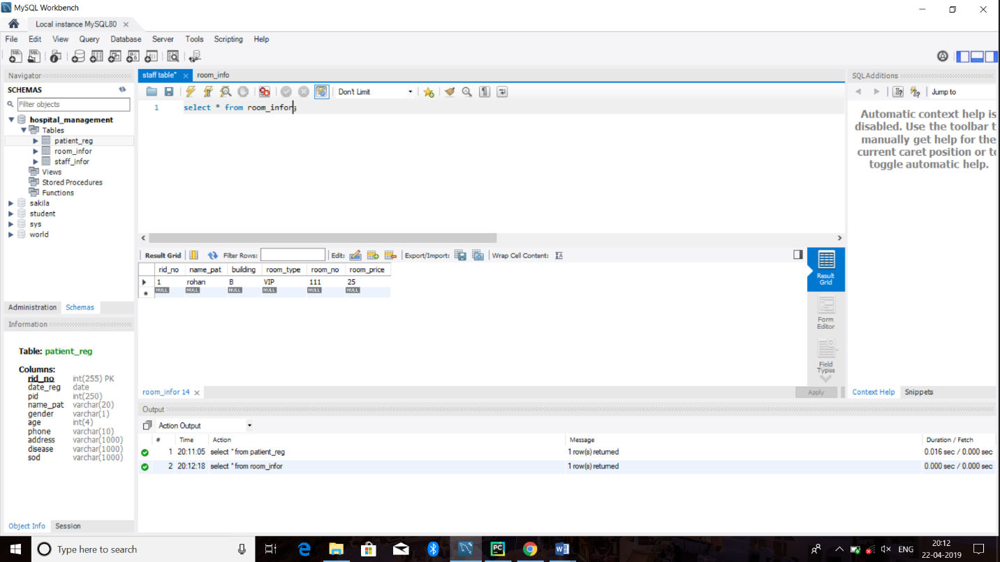 MySQL Workbench
Local instance MySQL80
File Edit View Query Database Server Tools Scripting Help
Navigator
SCHEMAS
Filter objects
hospital_management
Tables
patient_reg
room_infor
staff_infor
Views
Stored Procedures
Functions
sakila
student
sys
world
Administration Schemas
Information
Table: patient_reg
Columns:
rid_no int(255) PK
date_reg date
pid int(250)
name_pat varchar(20)
gender varchar(1)
age int(4)
phone varchar(10)
address varchar(1000)
disease varchar(1000)
sod varchar(1000)
Object Info Session
staff table* room_info
Don't Limit
1 select * from room_infor;
Result Grid Filter Rows: Edit: Export/Import: Wrap Cell Content:
rid_no name_pat building room_type room_no room_price
1 rohan B VIP 111 25
NULL NULL NULL NULL NULL NULL
Result
Grid
Form
Editor
Field
Types
room_infor 14
Apply
Output
Action Output
# Time Action Message Duration / Fetch
1 20:11:05 select * from patient_reg 1 row(s) returned 0.016 sec / 0.000 sec
2 20:12:18 select * from room_infor 1 row(s) returned 0.000 sec / 0.000 sec
SQLAdditions
Jump to
Automatic context help is
disabled. Use the toolbar t
manually get help for the
current caret position or to
toggle automatic help.
Context Help Snippets
Type here to search
ENG
20:12
22-04-2019